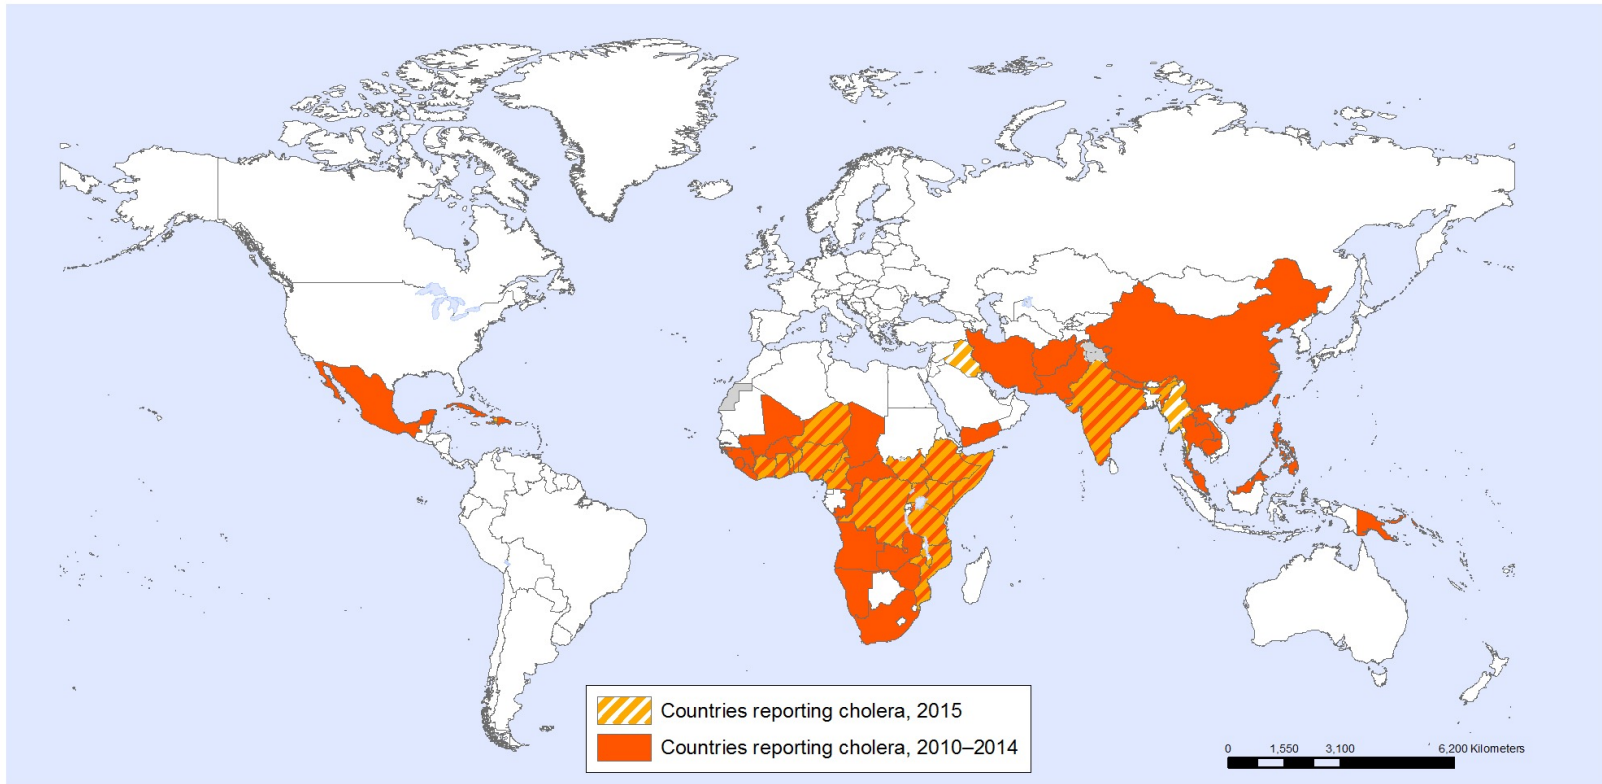 Countries reporting cholera, 2015
Countries reporting cholera, 2010–2014
0 1,550 3,100 6,200 Kilometers